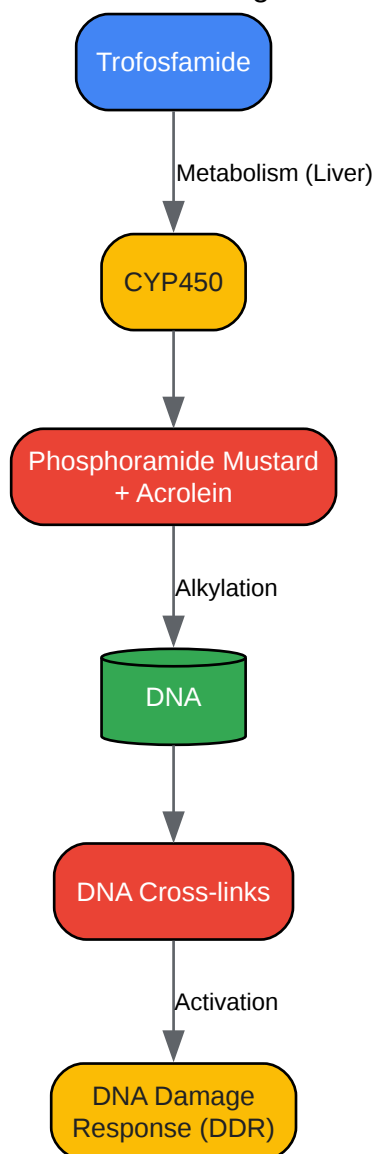 Trofosfamide
Metabolism (Liver)
CYP450
Phosphoramide Mustard
+ Acrolein
Alkylation
DNA
DNA Cross-links
Activation
DNA Damage
Response (DDR)